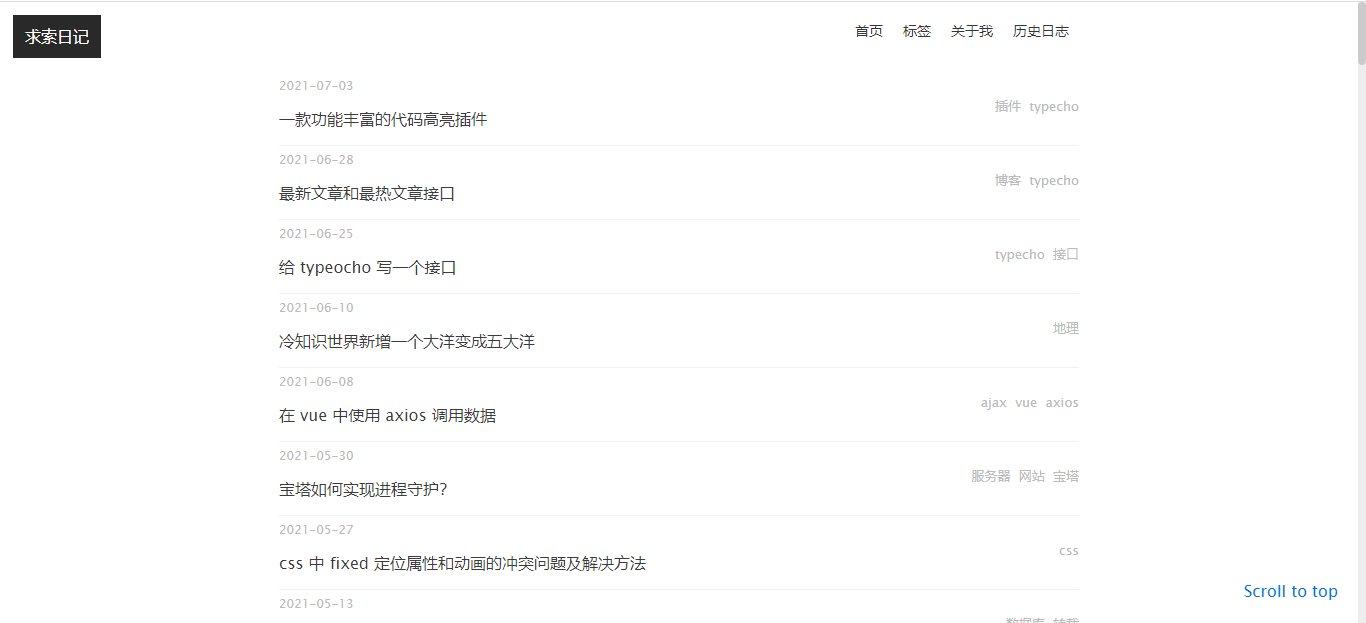 求索日记
首页 标签 关于我 历史日志
2021-07-03
一款功能丰富的代码高亮插件
插件 typecho
2021-06-28
最新文章和最热文章接口
博客 typecho
2021-06-25
给 typeocho 写一个接口
typecho 接口
2021-06-10
冷知识世界新增一个大洋变成五大洋
地理
2021-06-08
在 vue 中使用 axios 调用数据
ajax vue axios
2021-05-30
宝塔如何实现进程守护?
服务器 网站 宝塔
2021-05-27
css 中 fixed 定位属性和动画的冲突问题及解决方法
css
Scroll to top
2021-05-13
数据库 转载